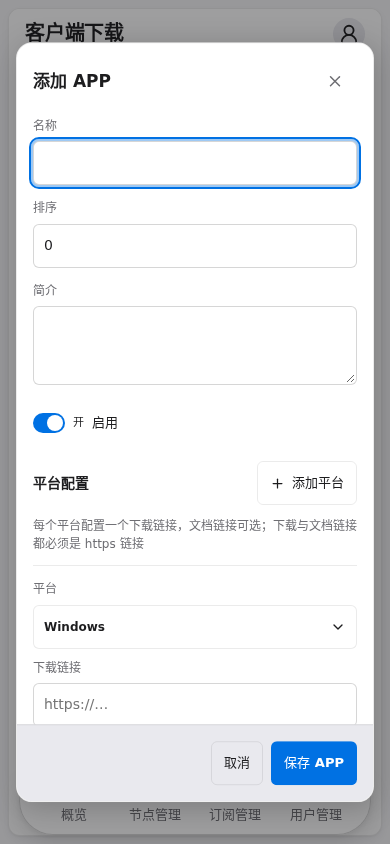 客户端下载
添加 APP
名称
排序
0
简介
开 启用
平台配置
添加平台
每个平台配置一个下载链接，文档链接可选；下载与文档链接
都必须是 https 链接
平台
Windows
下载链接
https://...
取消
保存 APP
概览 节点管理 订阅管理 用户管理